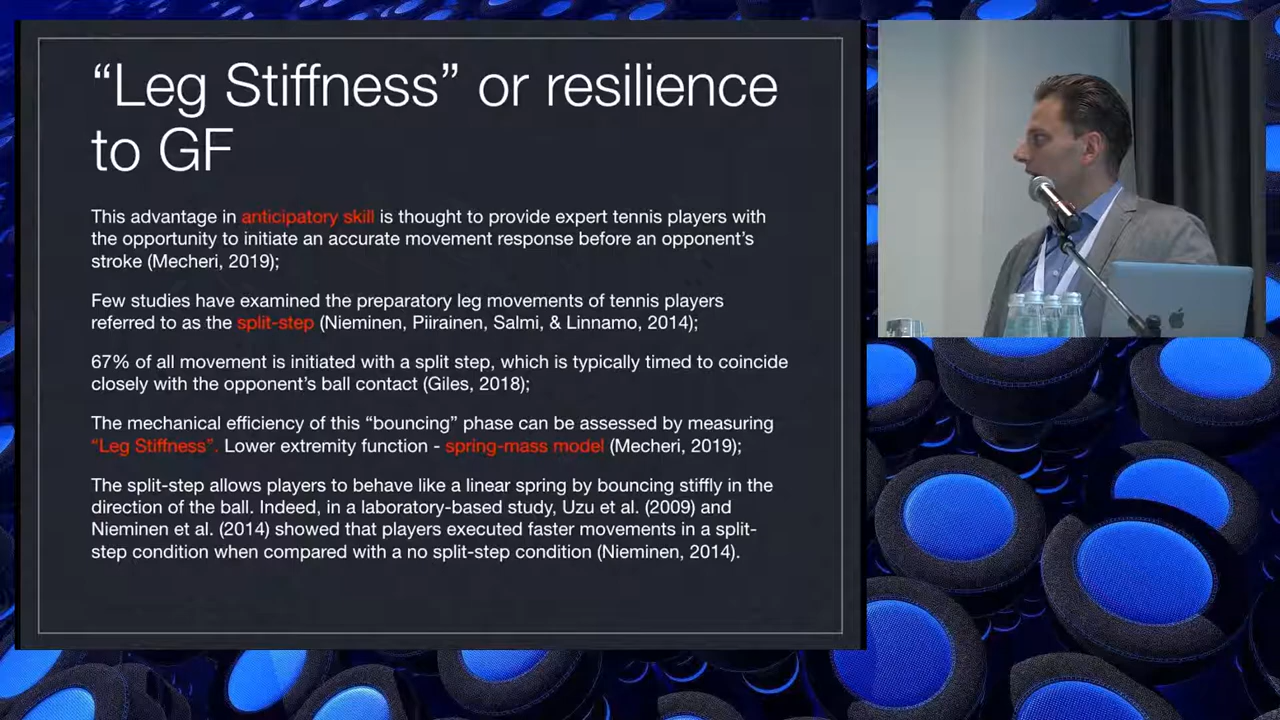 “Leg Stiffness” or resilience
to GF
This advantage in anticipatory skill is thought to provide expert tennis players with
the opportunity to initiate an accurate movement response before an opponent’s
stroke (Mecheri, 2019);
Few studies have examined the preparatory leg movements of tennis players
referred to as the split-step (Nieminen, Piirainen, Salmi, & Linnamo, 2014);
67% of all movement is initiated with a split step, which is typically timed to coincide
closely with the opponent’s ball contact (Giles, 2018);
The mechanical efficiency of this “bouncing” phase can be assessed by measuring
“Leg Stiffness”. Lower extremity function - spring-mass model (Mecheri, 2019);
The split-step allows players to behave like a linear spring by bouncing stiffly in the
direction of the ball. Indeed, in a laboratory-based study, Uzu et al. (2009) and
Nieminen et al. (2014) showed that players executed faster movements in a split-
step condition when compared with a no split-step condition (Nieminen, 2014).